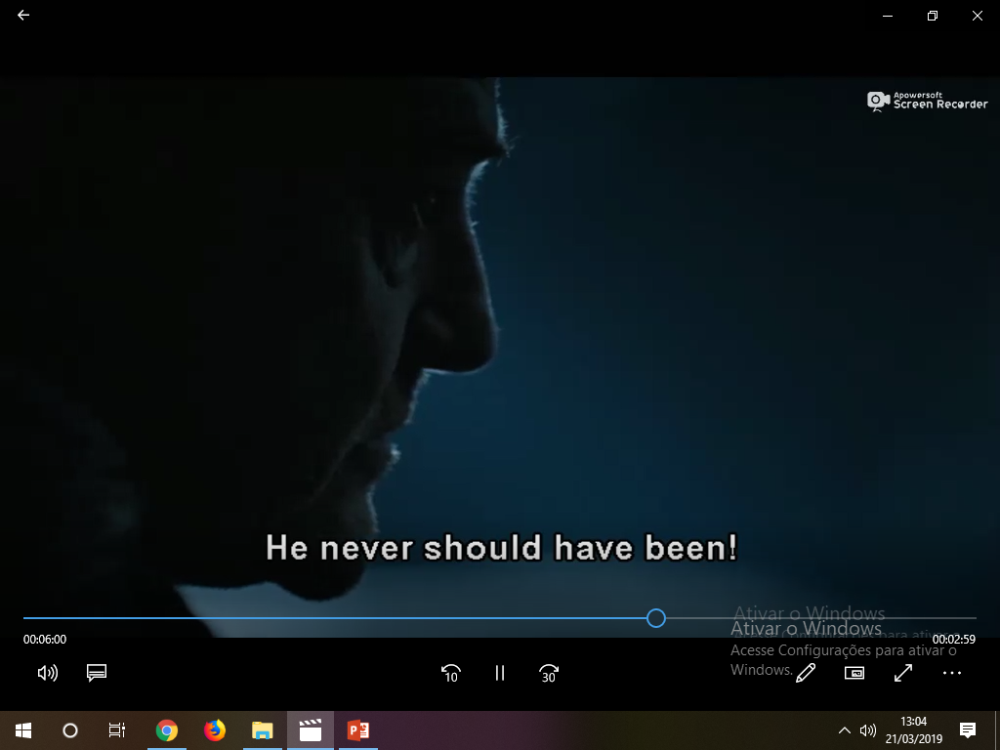 Apowersoft
Screen Recorder
He never should have been!
Ativar o Windows
Ativar o Windows
Acesse Configurações para ativar o
Windows.
00:06:00
00:02:59
10
30
13:04
21/03/2019